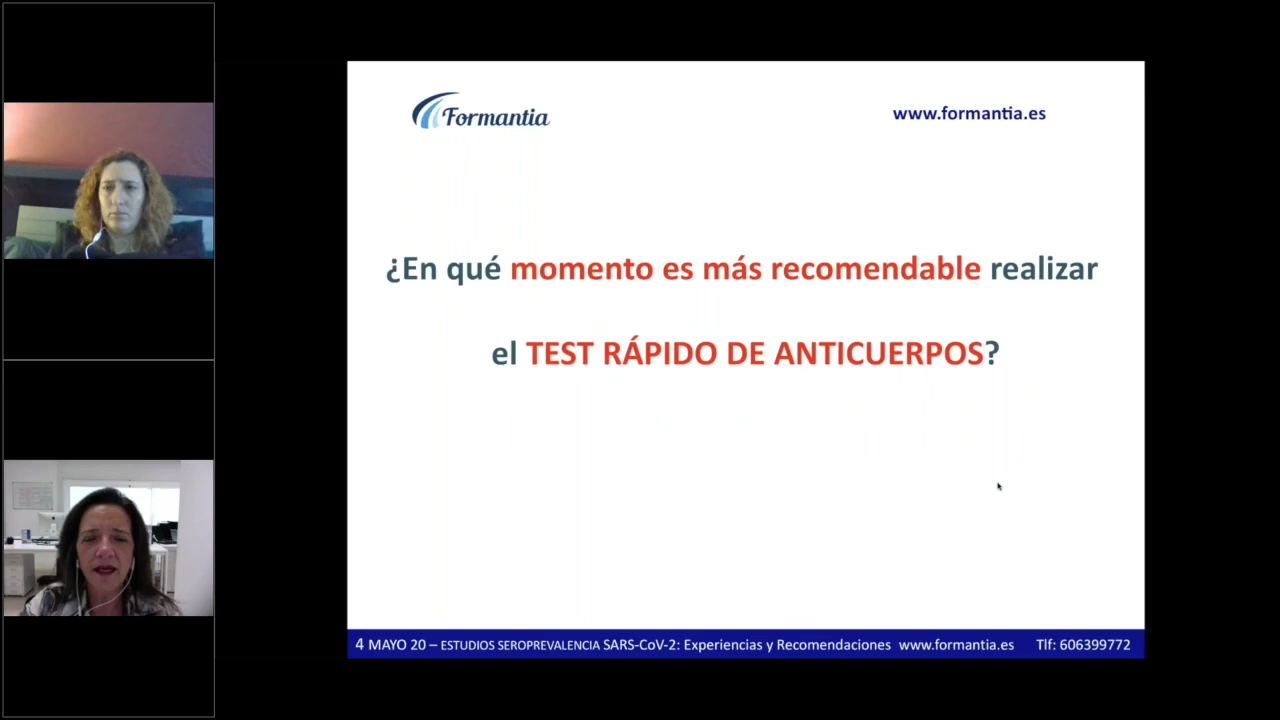 Formantia
www.formantia.es
¿En qué momento es más recomendable realizar
el TEST RÁPIDO DE ANTICUERPOS?
4 MAYO 20 – ESTUDIOS SEROPREVALENCIA SARS-CoV-2: Experiencias y Recomendaciones www.formantia.es Tlf: 606399772